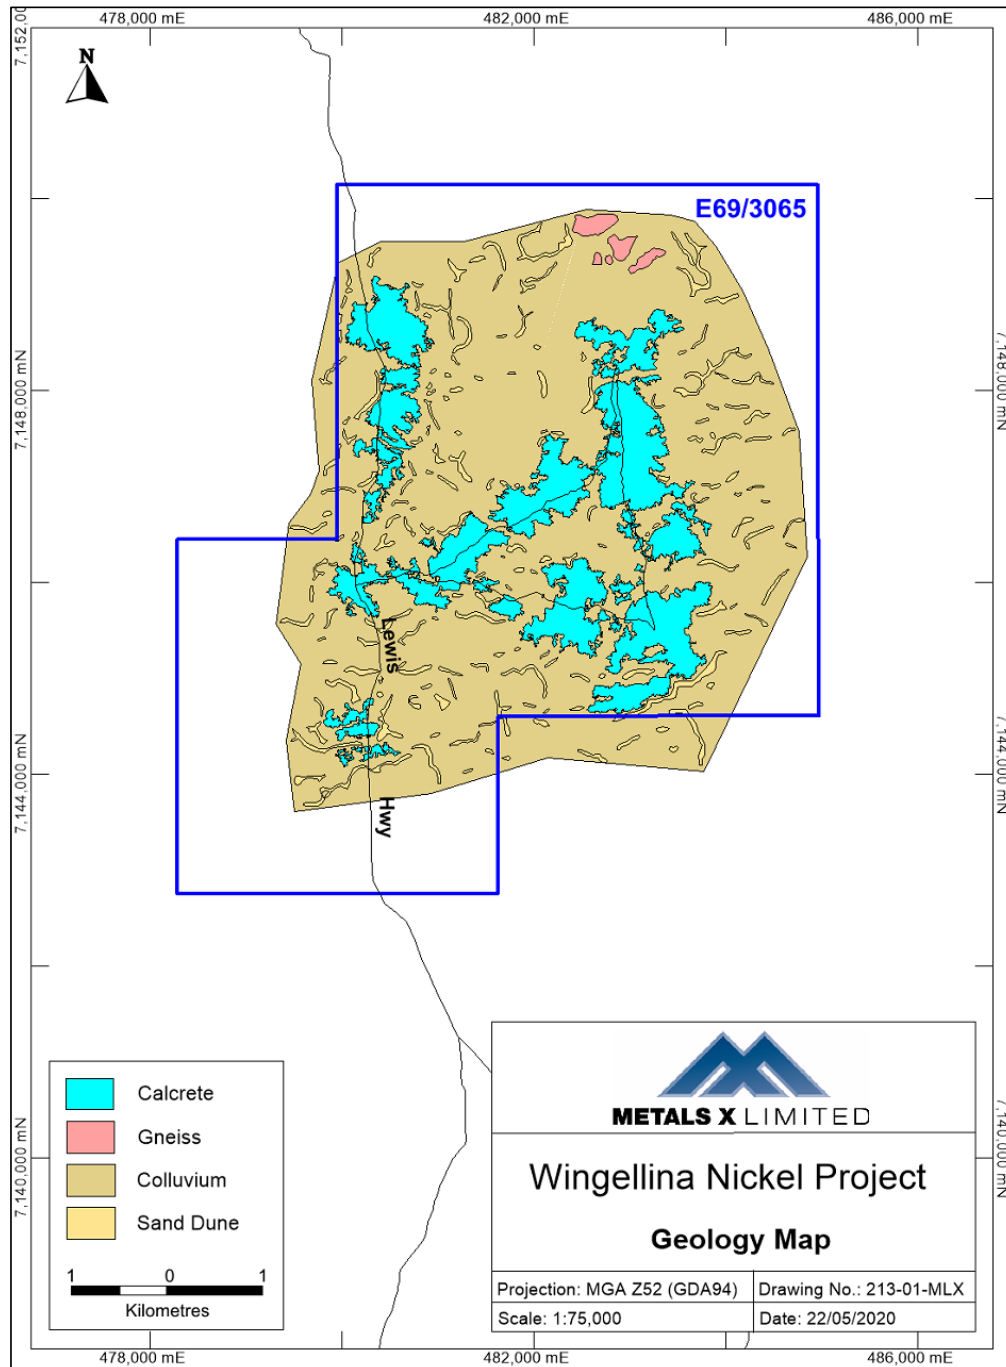 478,000 mE
482,000 mE
486,000 mE
7,152,00
N
E69/3065
7,148,000 mN
7,148,000 mN
Lewis
Hwy
7,144,000 mN
7,144,000 mN
Calcrete
Gneiss
Colluvium
Sand Dune
1 0 1
Kilometres
METALS X LIMITED
Wingellina Nickel Project
Geology Map
Projection: MGA Z52 (GDA94)
Drawing No.: 213-01-MLX
Scale: 1:75,000
Date: 22/05/2020
7,140,000 mN
7,140,000 mN
478,000 mE
482,000 mE
486,000 mE